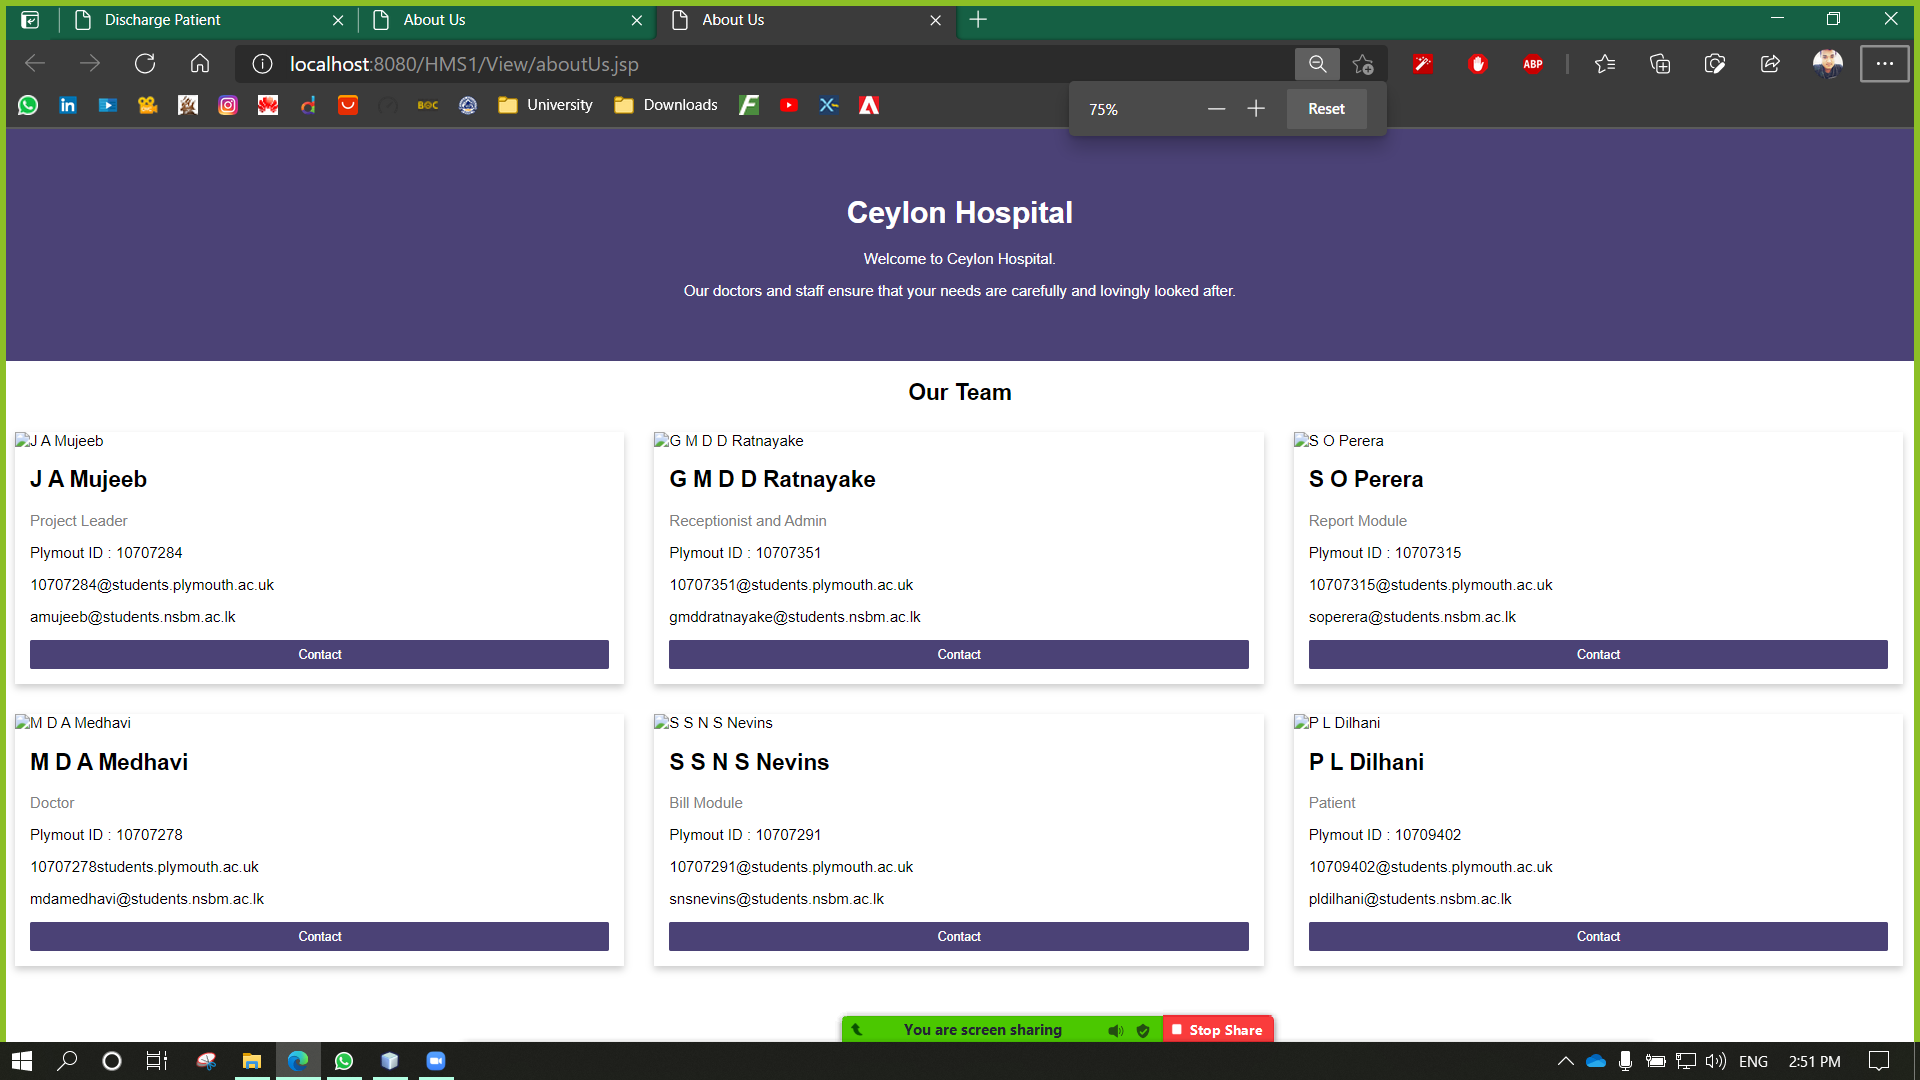 Discharge Patient
About Us
About Us
localhost:8080/HMS1/View/aboutUs.jsp
ABP
BOC
University
Downloads
75%
Reset
Ceylon Hospital
Welcome to Ceylon Hospital.
Our doctors and staff ensure that your needs are carefully and lovingly looked after.
Our Team
J A Mujeeb
J A Mujeeb
Project Leader
Plymout ID : 10707284
10707284@students.plymouth.ac.uk
amujeeb@students.nsbm.ac.lk
Contact
G M D D Ratnayake
G M D D Ratnayake
Receptionist and Admin
Plymout ID : 10707351
10707351@students.plymouth.ac.uk
gmddratnayake@students.nsbm.ac.lk
Contact
S O Perera
S O Perera
Report Module
Plymout ID : 10707315
10707315@students.plymouth.ac.uk
soperera@students.nsbm.ac.lk
Contact
M D A Medhavi
M D A Medhavi
Doctor
Plymout ID : 10707278
10707278students.plymouth.ac.uk
mdamedhavi@students.nsbm.ac.lk
Contact
S S N S Nevins
S S N S Nevins
Bill Module
Plymout ID : 10707291
10707291@students.plymouth.ac.uk
snsnevins@students.nsbm.ac.lk
Contact
P L Dilhani
P L Dilhani
Patient
Plymout ID : 10709402
10709402@students.plymouth.ac.uk
pldilhani@students.nsbm.ac.lk
Contact
You are screen sharing
Stop Share
ENG
2:51 PM